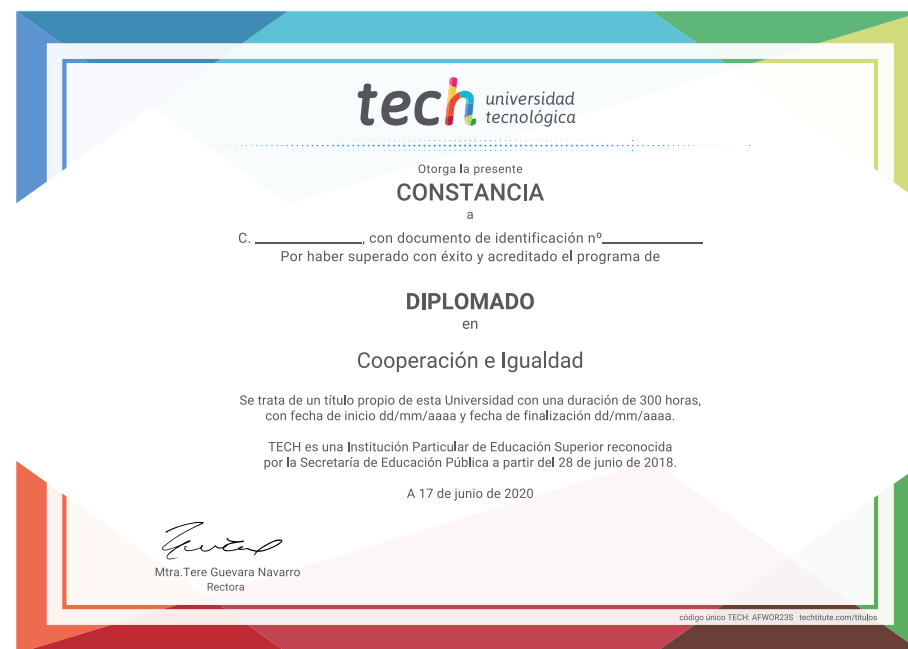 tech universidad
tecnológica
Otorga la presente
CONSTANCIA
a
C. ____________, con documento de identificación nº____________
Por haber superado con éxito y acreditado el programa de
DIPLOMADO
en
Cooperación e Igualdad
Se trata de un título propio de esta Universidad con una duración de 300 horas,
con fecha de inicio dd/mm/aaaa y fecha de finalización dd/mm/aaaa.
TECH es una Institución Particular de Educación Superior reconocida
por la Secretaría de Educación Pública a partir del 28 de junio de 2018.
A 17 de junio de 2020
Mtra.Tere Guevara Navarro
Rectora
código único TECH: AFWOR23S techtitute.com/titulos